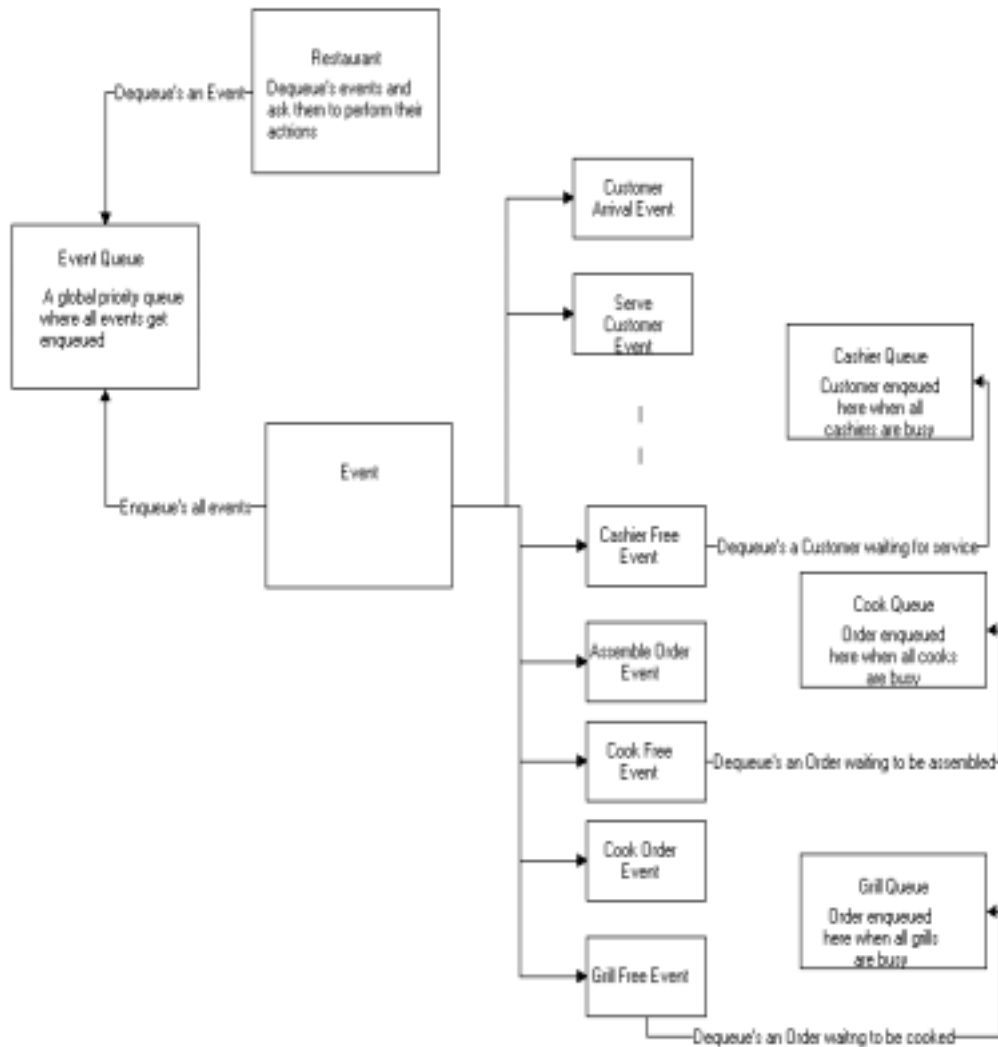 Restaurant
Dequeue's events and
ask them to perform their
actrions
Dequeue's an Event
Event Queue
A global priority queue
where all events get
enqueued
Enqueue's all events
Event
Customer
Arrival Event
Serve
Customer
Event
Cashier Queue
Customer enqeued
here when all
cashiers are busy
Cashier Free
Event
Dequeue's a Customer waiting for service
Cook Queue
Order enqueued
here when all cooks
are busy
Assemble Order
Event
Cook Free
Event
Dequeue's an Order waiting to be assembled
Cook Order
Event
Grill Queue
Order enqueued
here when all grills
are busy
Grill Free Event
Dequeue's an Order waitng to be cooked